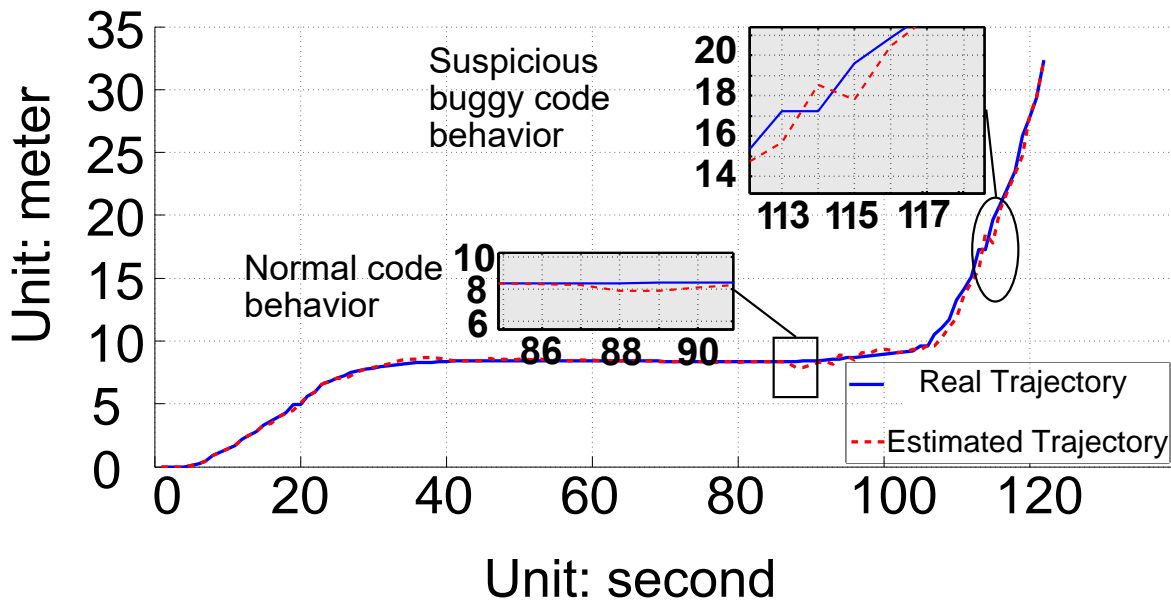 35
30
25
20
15
10
5
0
Unit: meter
Suspicious
buggy code
behavior
20
18
16
14
113 115 117
Normal code
behavior
10
8
6
86 88 90
Real Trajectory
Estimated Trajectory
0 20 40 60 80 100 120
Unit: second